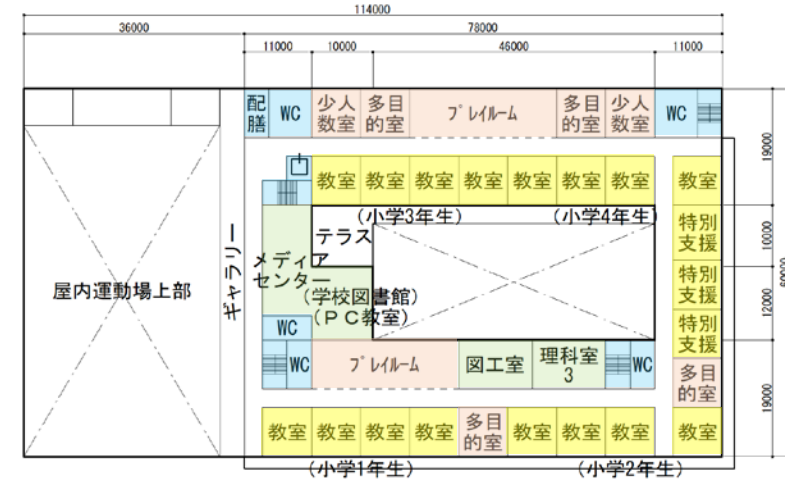 114000
36000
78000
11000
10000
46000
11000
配膳
WC
少人数室
多目的室
プレイルーム
多目的室
少人数室
WC
19000
教室
教室
教室
教室
教室
教室
教室
教室
(小学3年生)
(小学4年生)
テラス
特別支援
10000
ギャラリー
メディアセンター
屋内運動場上部
(学校図書館)
(PC教室)
特別支援
12000
WC
特別支援
WC
プレイルーム
図工室
理科室3
WC
多目的室
19000
教室
教室
教室
教室
多目的室
教室
教室
教室
教室
(小学1年生)
(小学2年生)